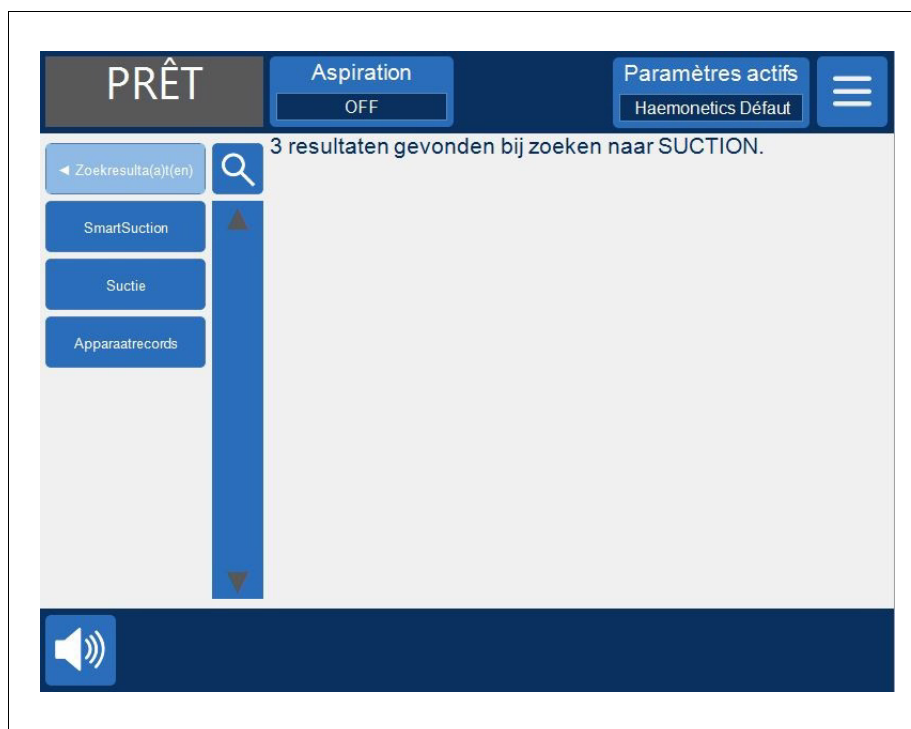 PRÊT
Aspiration
OFF
Paramètres actifs
Haemonetics Défaut
◄ Zoekresulta(a)t(en)
3 resultaten gevonden bij zoeken naar SUCTION.
SmartSuction
Suctie
Apparaatrecords